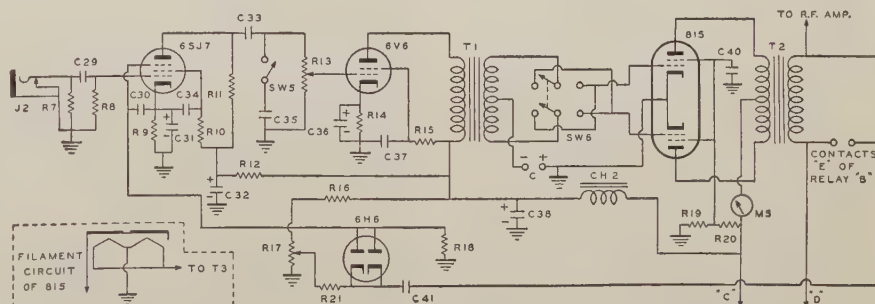 6SJ7
C33
6V6
T1
815
TO R.F. AMP.
T2
C29
C40
R13
J2
R7
R8
C30
C34
R11
SW5
R14
R9
C31
R10
C35
C36
R15
C37
SW6
CONTACTS
"E" OF
RELAY "B"
R12
C
CH2
C32
R16
C38
M5
R19
R20
6H6
R17
R18
FILAMENT
CIRCUIT
OF 815
TO T3
R21
C41
"C"
"D"